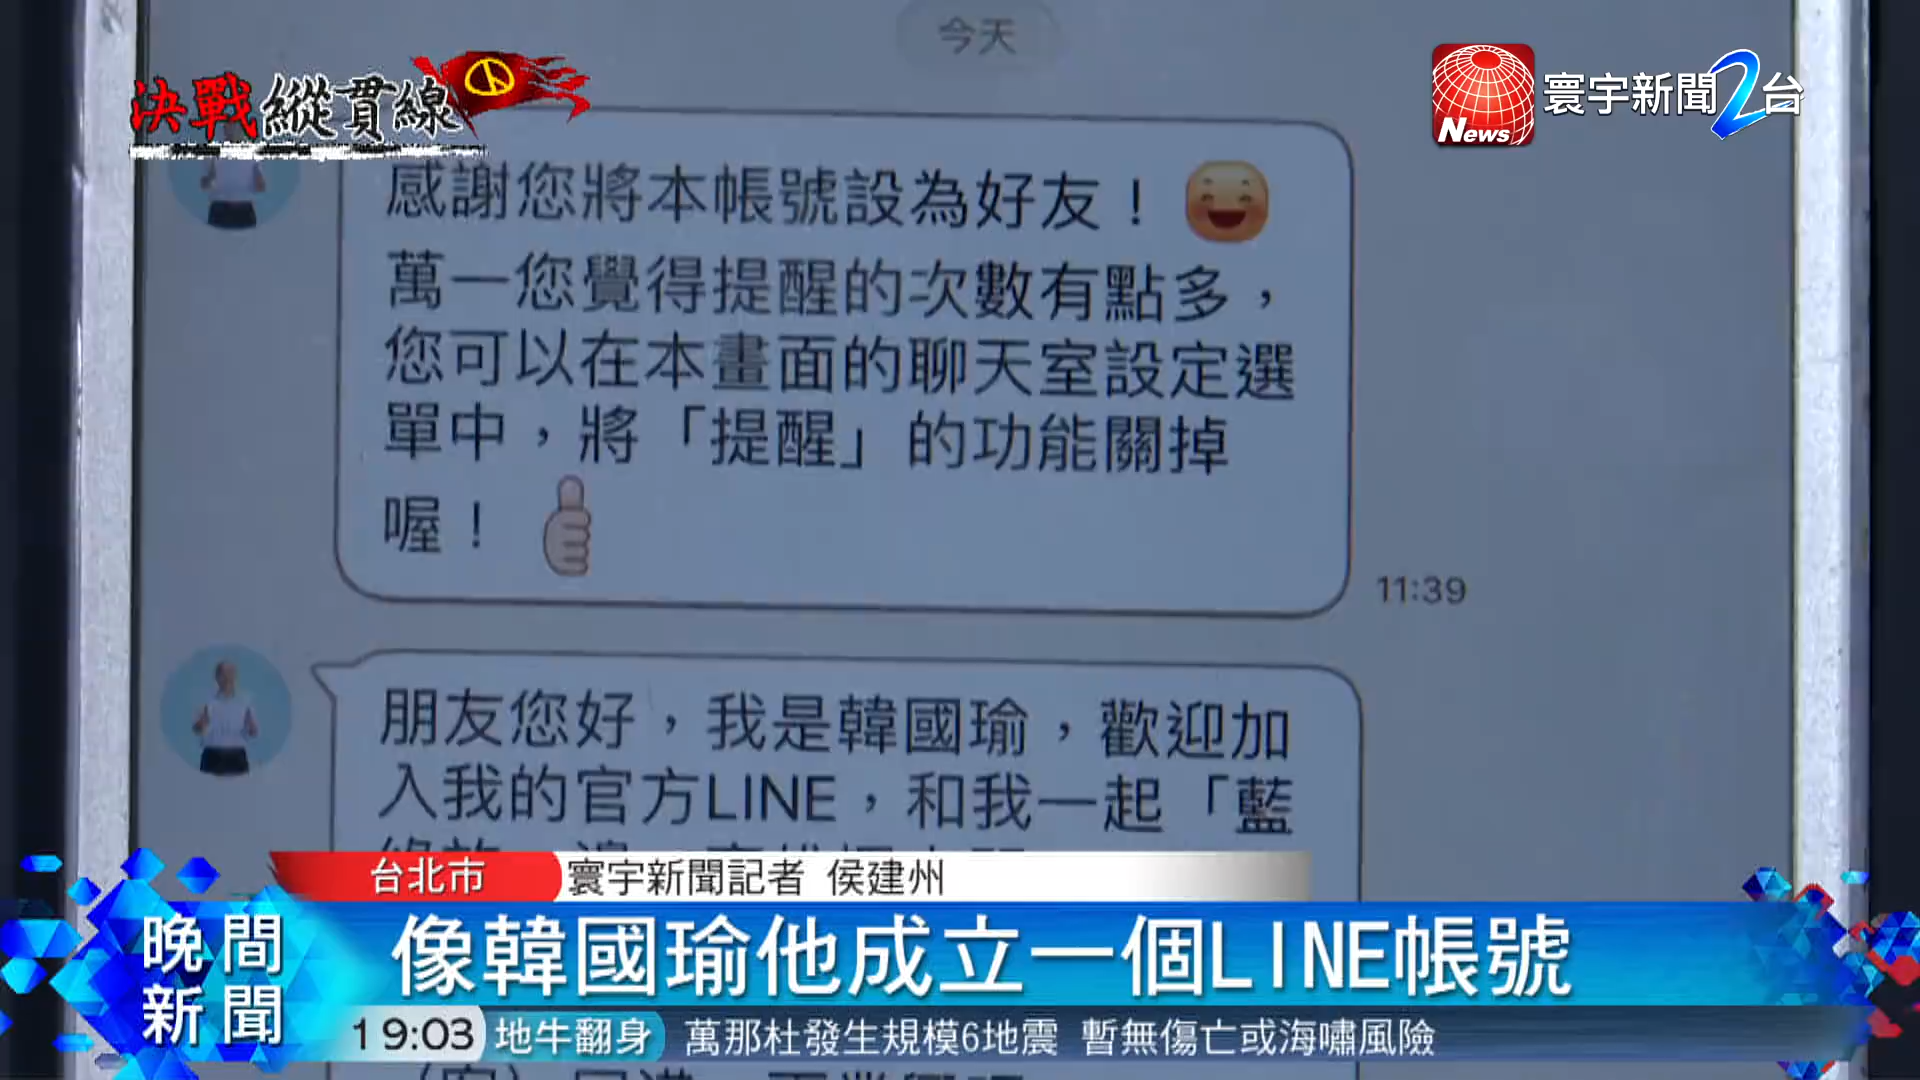 今天
決戰縱貫線
News
寰宇新聞2台
感謝您將本帳號設為好友！
萬一您覺得提醒的次數有點多，
您可以在本畫面的聊天室設定選
單中，將「提醒」的功能關掉
喔！
11:39
朋友您好，我是韓國瑜，歡迎加
入我的官方LINE，和我一起「藍
台北市 寰宇新聞記者 侯建州
晚間新聞
像韓國瑜他成立一個LINE帳號
19:03 地牛翻身 萬那杜發生規模6地震 暫無傷亡或海嘯風險